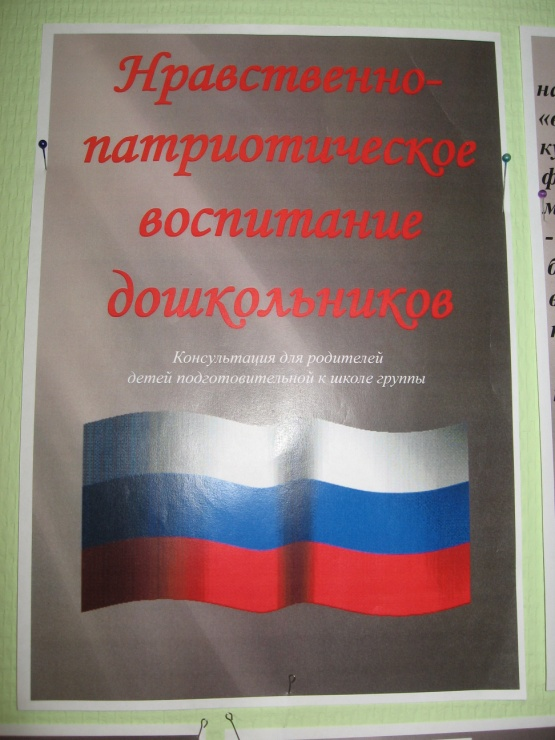 Нравственно-
патриотическое
воспитание
дошкольников
Консультация для родителей
детей подготовительной к школе группы